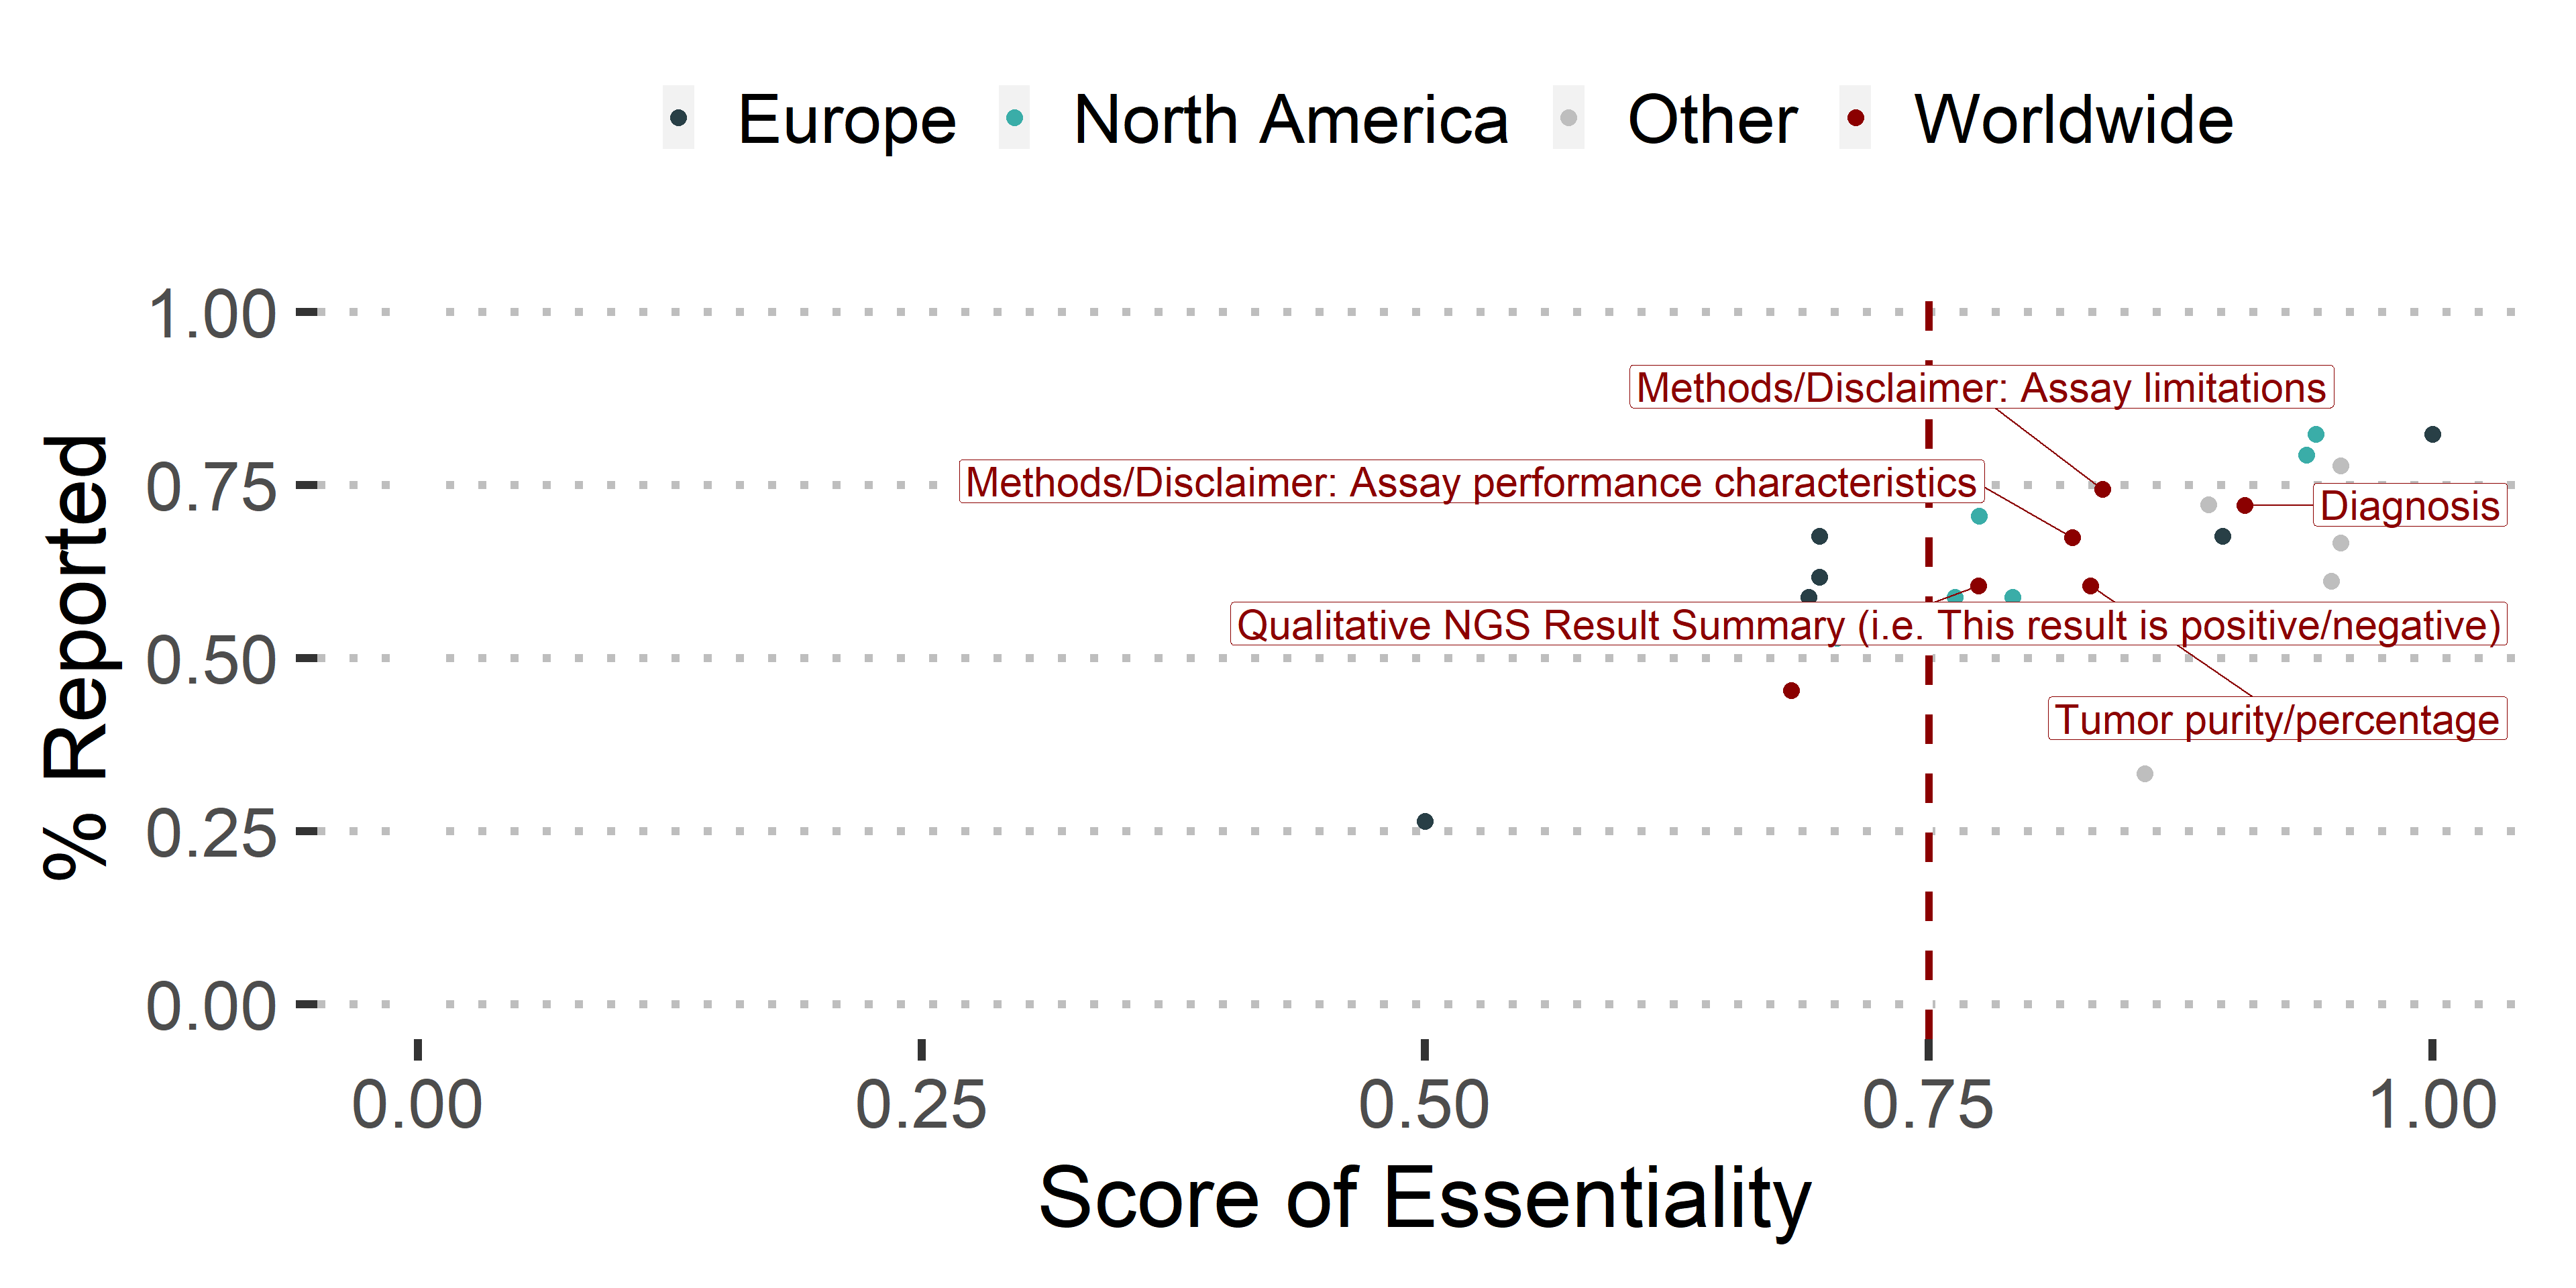 Europe North America Other Worldwide
1.00
Methods/Disclaimer: Assay limitations
0.75
Methods/Disclaimer: Assay performance characteristics
Diagnosis
Qualitative NGS Result Summary (i.e. This result is positive/negative)
0.50
Tumor purity/percentage
0.25
0.00
% Reported
0.00 0.25 0.50 0.75 1.00
Score of Essentiality